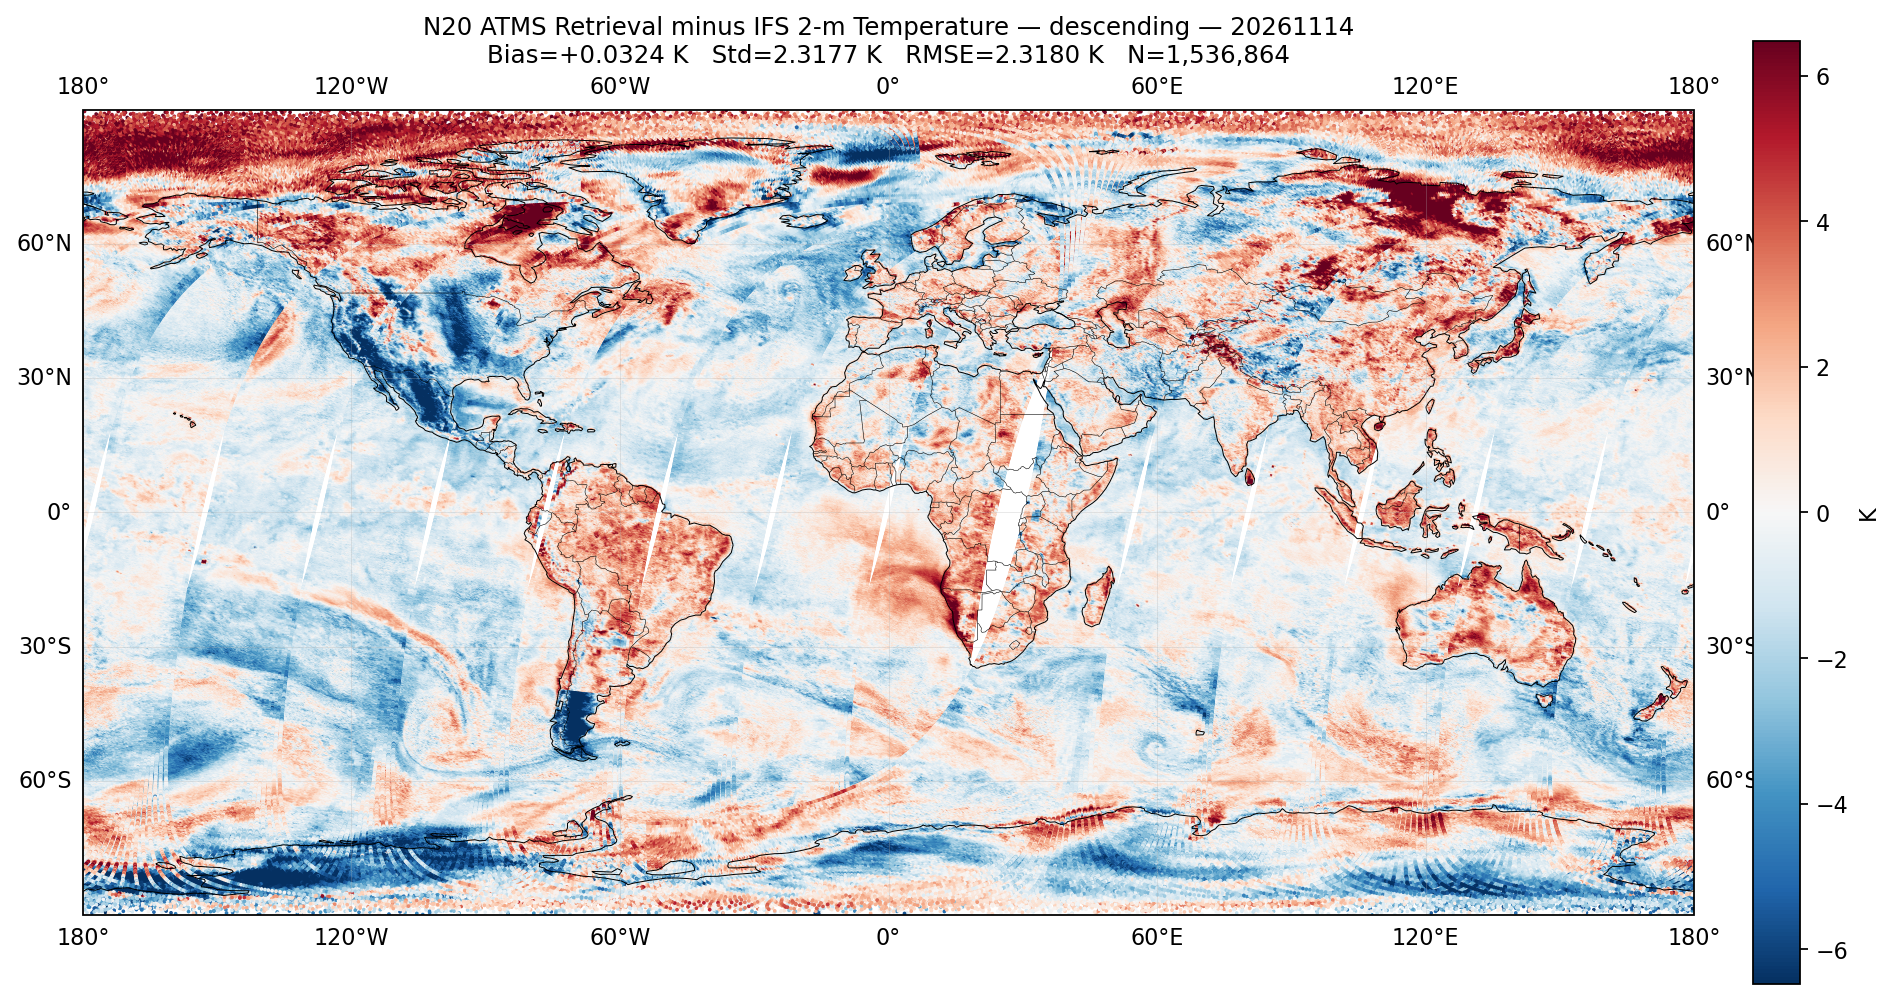 N20 ATMS Retrieval minus IFS 2-m Temperature — descending — 20261114
Bias=+0.0324 K   Std=2.3177 K   RMSE=2.3180 K   N=1,536,864
180° 120°W 60°W 0° 60°E 120°E 180°
60°N 60°N
30°N 30°N
0° 0°
30°S 30°S
60°S 60°S
180° 120°W 60°W 0° 60°E 120°E 180°
6
4
2
0
−2
−4
−6
K